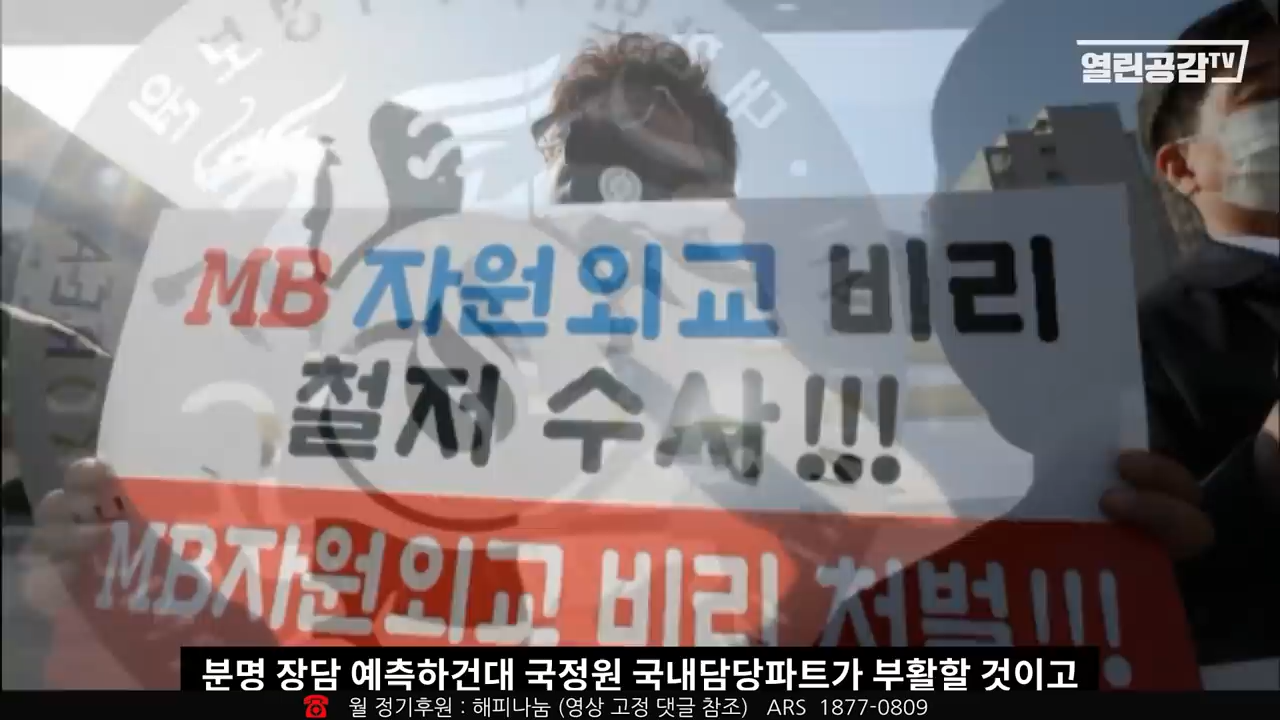 열린공감TV
MB 자원외교 비리
철저 수사!!!
MB자원외교 비리 처벌!!!
분명 장담 예측하건대 국정원 국내담당파트가 부활할 것이고
월 정기후원 : 해피나눔 (영상 고정 댓글 참조) ARS 1877-0809